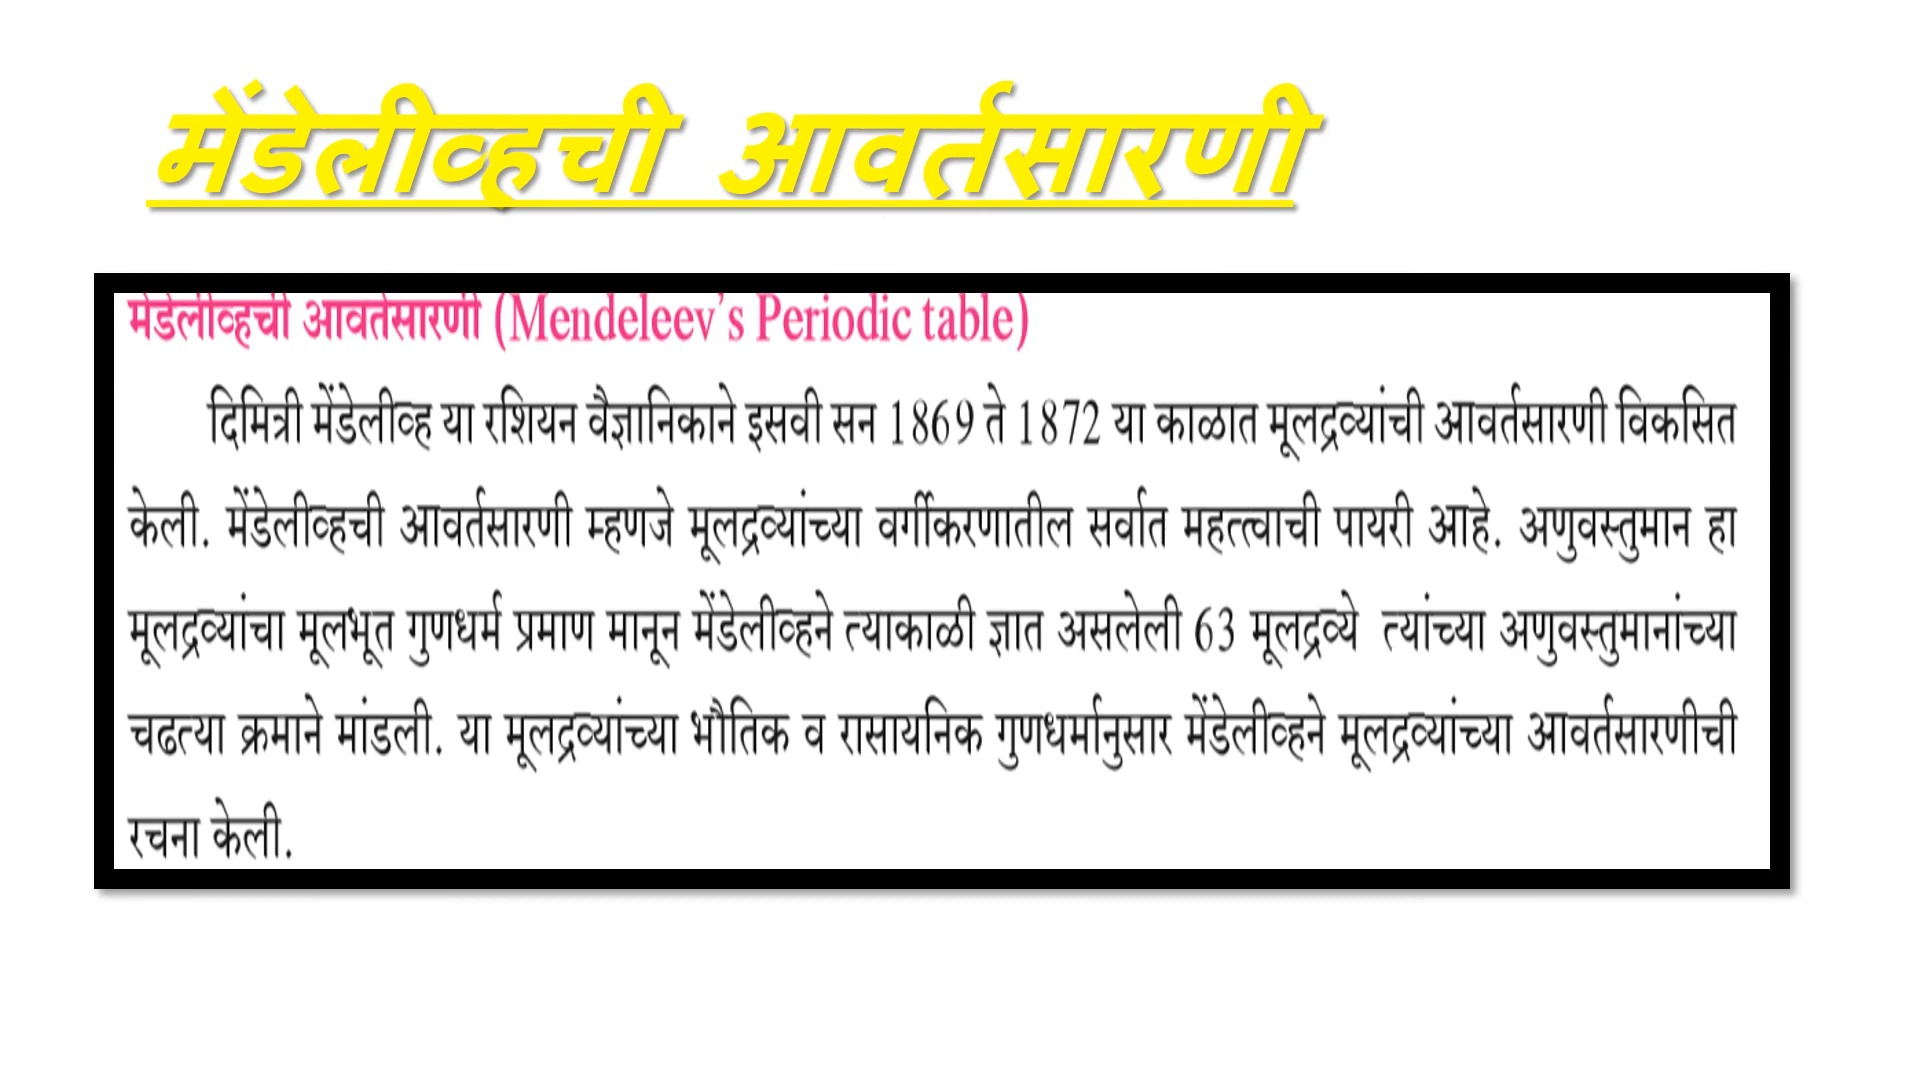 मेंडेलीव्हची आवर्तसारणी
मेंडेलीव्हची आवर्तसारणी (Mendeleev’s Periodic table)
दिमित्री मेंडेलीव्ह या रशियन वैज्ञानिकाने इसवी सन 1869 ते 1872 या काळात मूलद्रव्यांची आवर्तसारणी विकसित
केली. मेंडेलीव्हची आवर्तसारणी म्हणजे मूलद्रव्यांच्या वर्गीकरणातील सर्वात महत्त्वाची पायरी आहे. अणुवस्तुमान हा
मूलद्रव्यांचा मूलभूत गुणधर्म प्रमाण मानून मेंडेलीव्हने त्याकाळी ज्ञात असलेली 63 मूलद्रव्ये त्यांच्या अणुवस्तुमानांच्या
चढत्या क्रमाने मांडली. या मूलद्रव्यांच्या भौतिक व रासायनिक गुणधर्मानुसार मेंडेलीव्हने मूलद्रव्यांच्या आवर्तसारणीची
रचना केली.